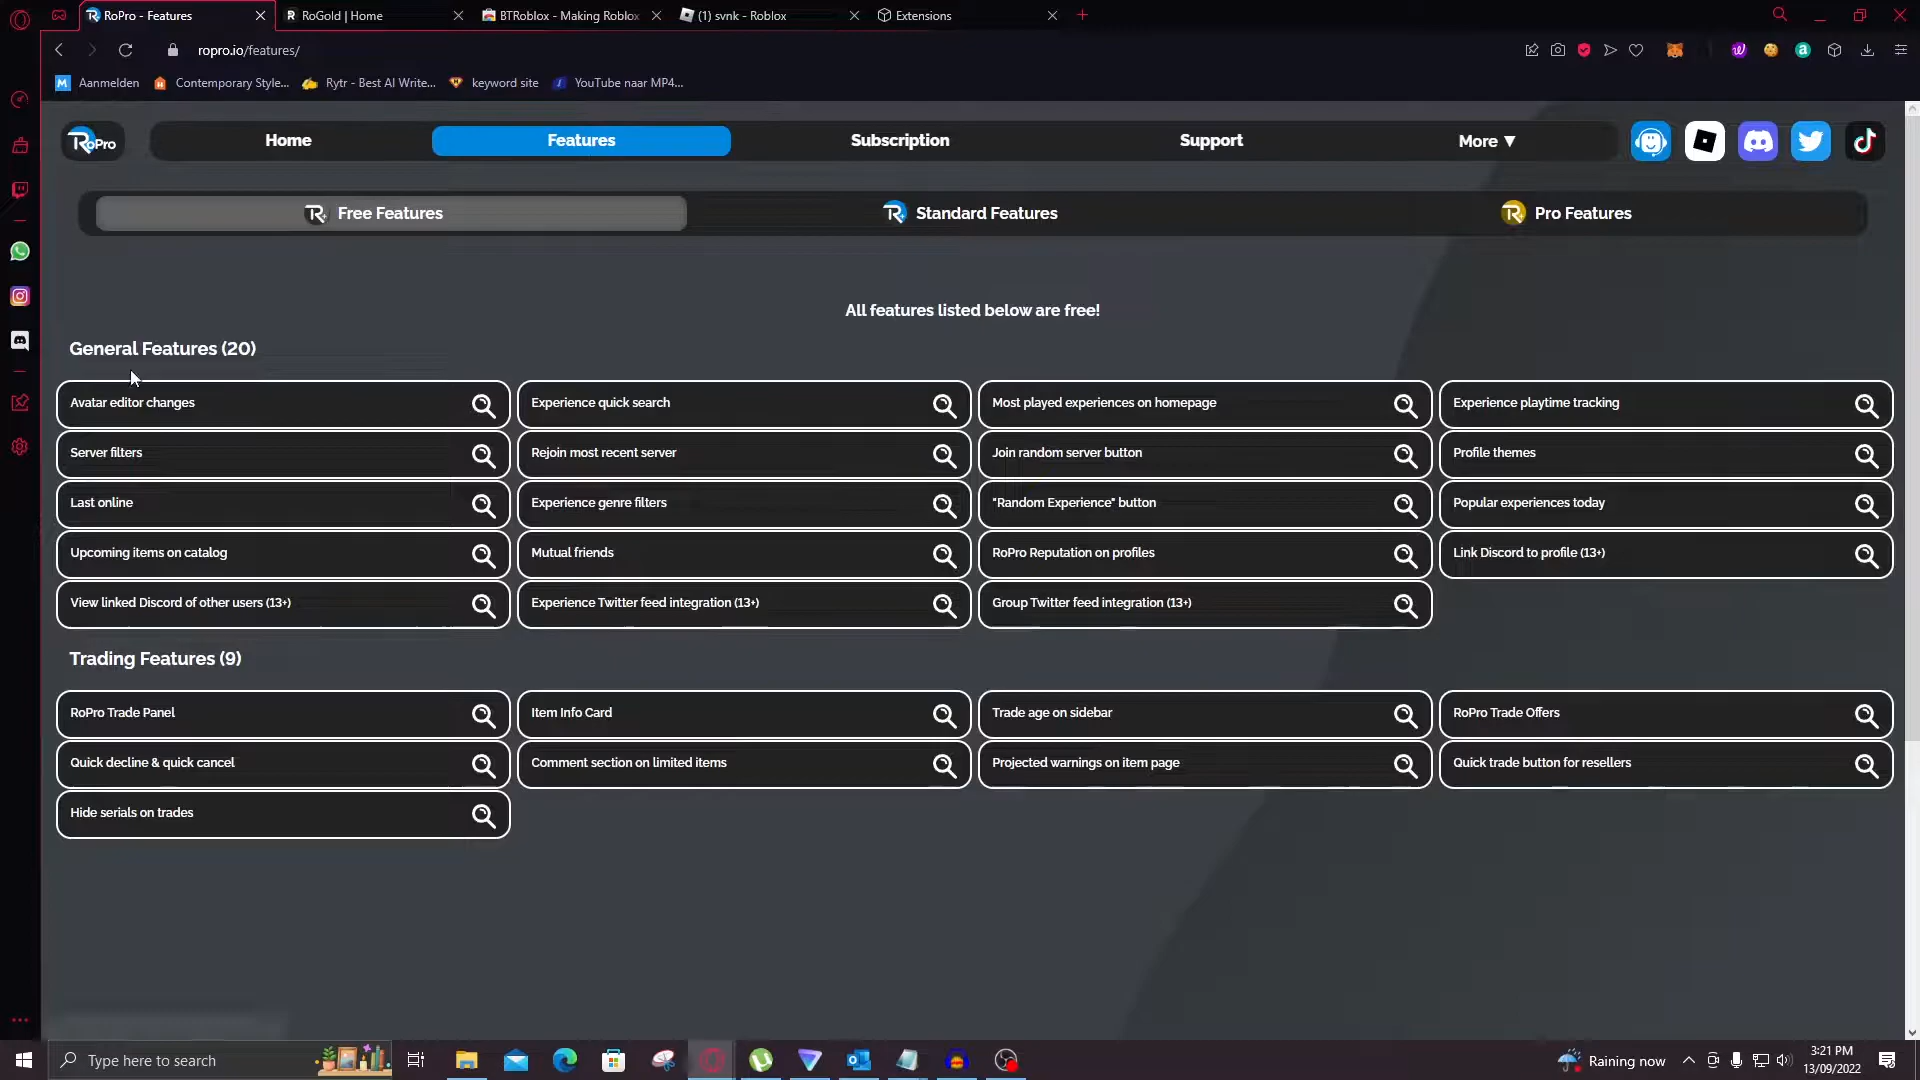 RoPro - Features
RoGold | Home
BTRoblox - Making Roblox
(1) svnk - Roblox
Extensions
ropro.io/features/
Aanmelden
Contemporary Style...
Rytr - Best AI Write...
keyword site
YouTube naar MP4...
RoPro
Home
Features
Subscription
Support
More ▼
Free Features
Standard Features
Pro Features
All features listed below are free!
General Features (20)
Avatar editor changes
Experience quick search
Most played experiences on homepage
Experience playtime tracking
Server filters
Rejoin most recent server
Join random server button
Profile themes
Last online
Experience genre filters
"Random Experience" button
Popular experiences today
Upcoming items on catalog
Mutual friends
RoPro Reputation on profiles
Link Discord to profile (13+)
View linked Discord of other users (13+)
Experience Twitter feed integration (13+)
Group Twitter feed integration (13+)
Trading Features (9)
RoPro Trade Panel
Item Info Card
Trade age on sidebar
RoPro Trade Offers
Quick decline & quick cancel
Comment section on limited items
Projected warnings on item page
Quick trade button for resellers
Hide serials on trades
Type here to search
Raining now
3:21 PM
13/09/2022